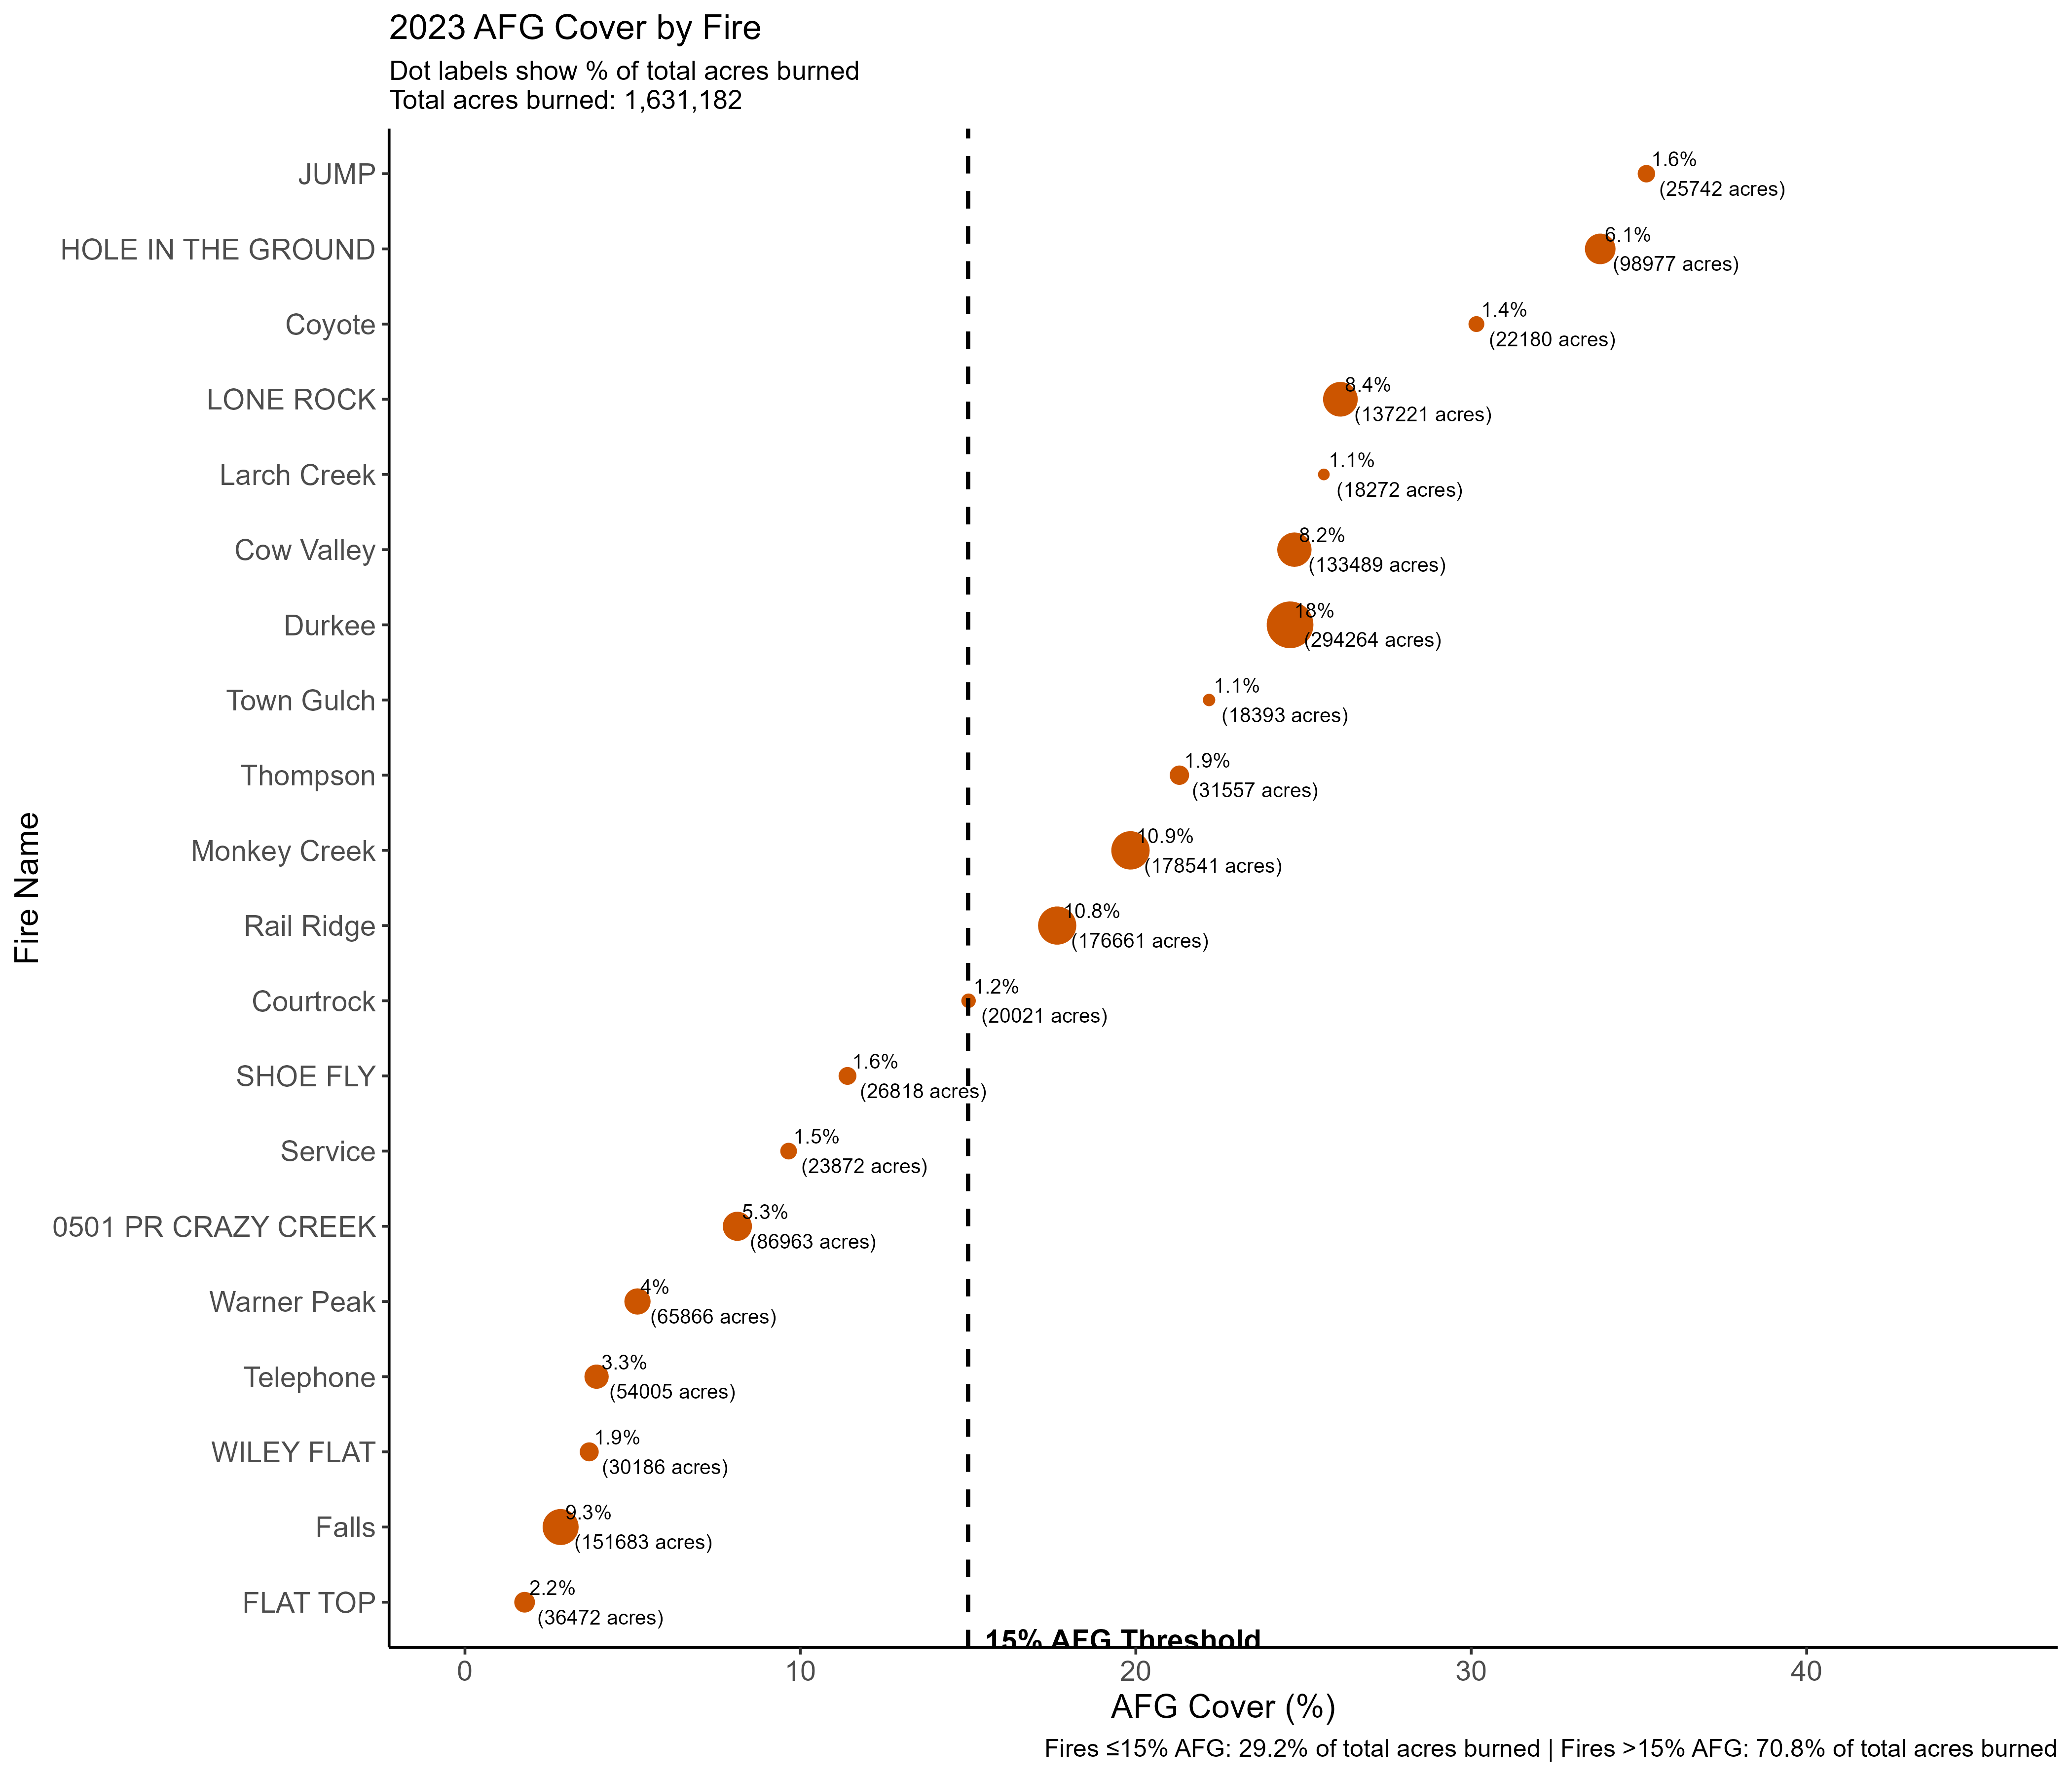 2023 AFG Cover by Fire
Dot labels show % of total acres burned
Total acres burned: 1,631,182
Fire Name
JUMP
1.6%
(25742 acres)
HOLE IN THE GROUND
6.1%
(98977 acres)
Coyote
1.4%
(22180 acres)
LONE ROCK
8.4%
(137221 acres)
Larch Creek
1.1%
(18272 acres)
Cow Valley
8.2%
(133489 acres)
Durkee
18%
(294264 acres)
Town Gulch
1.1%
(18393 acres)
Thompson
1.9%
(31557 acres)
Monkey Creek
10.9%
(178541 acres)
Rail Ridge
10.8%
(176661 acres)
Courtrock
1.2%
(20021 acres)
SHOE FLY
1.6%
(26818 acres)
Service
1.5%
(23872 acres)
0501 PR CRAZY CREEK
5.3%
(86963 acres)
Warner Peak
4%
(65866 acres)
Telephone
3.3%
(54005 acres)
WILEY FLAT
1.9%
(30186 acres)
Falls
9.3%
(151683 acres)
FLAT TOP
2.2%
(36472 acres)
15% AFG Threshold
0 10 20 30 40
AFG Cover (%)
Fires ≤15% AFG: 29.2% of total acres burned | Fires >15% AFG: 70.8% of total acres burned